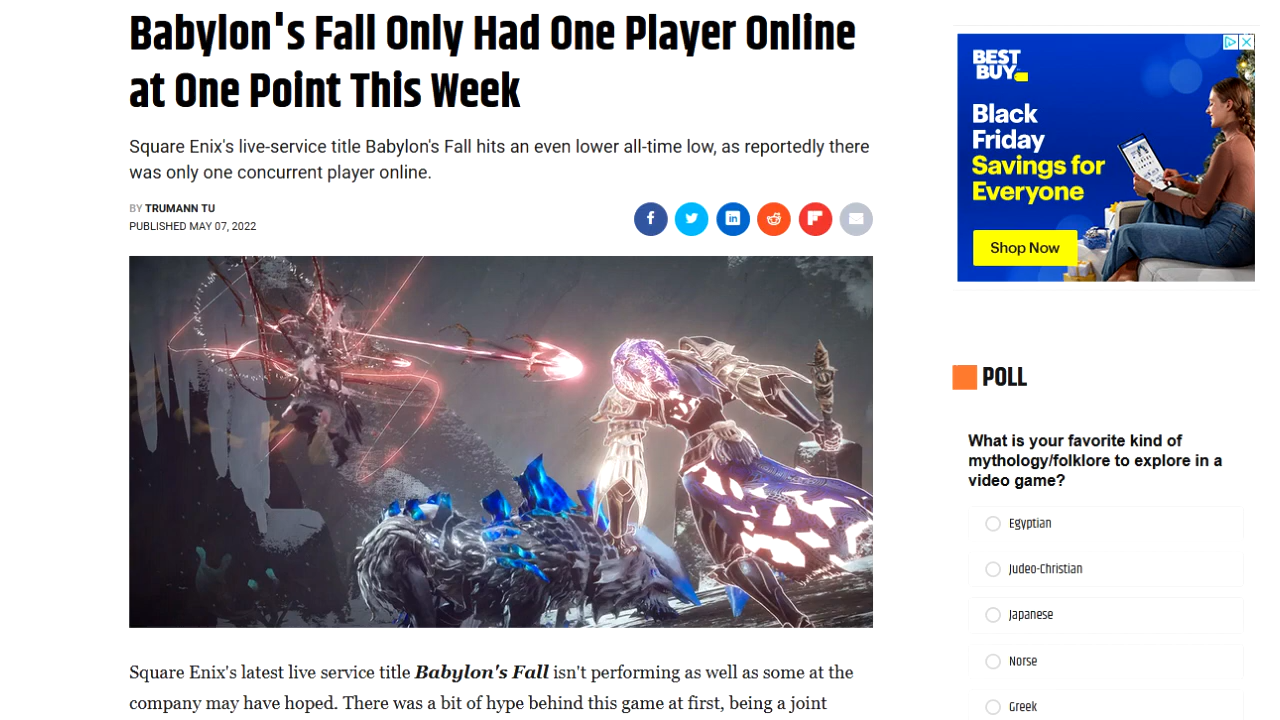 Babylon's Fall Only Had One Player Online
at One Point This Week
Square Enix's live-service title Babylon's Fall hits an even lower all-time low, as reportedly there
was only one concurrent player online.
BY TRUMANN TU
PUBLISHED MAY 07, 2022
Square Enix's latest live service title Babylon's Fall isn't performing as well as some at the
company may have hoped. There was a bit of hype behind this game at first, being a joint
BEST
BUY
Black
Friday
Savings for
Everyone
Shop Now
POLL
What is your favorite kind of
mythology/folklore to explore in a
video game?
Egyptian
Judeo-Christian
Japanese
Norse
Greek